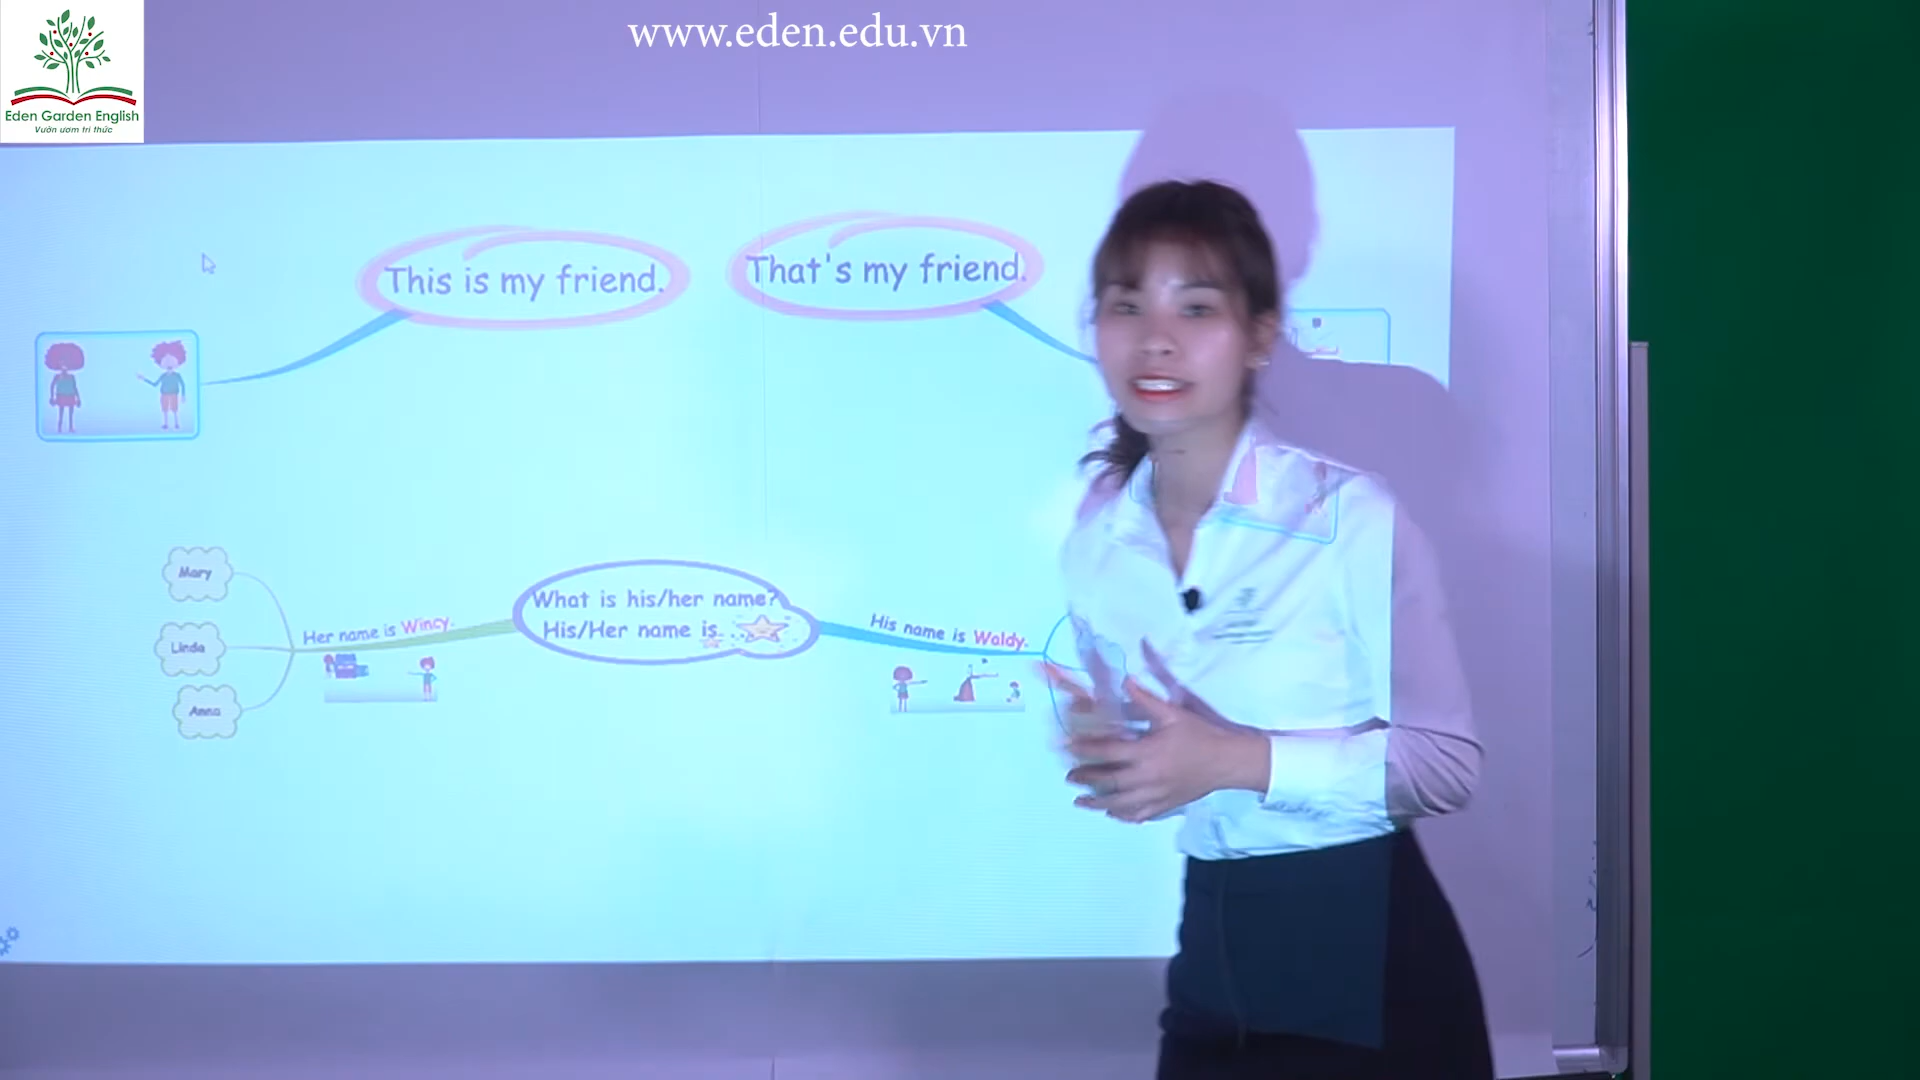 www.eden.edu.vn
Eden Garden English
Vườn ươm tri thức
This is my friend.
That's my friend.
Mary
Linda
Anna
Her name is Wincy.
What is his/her name?
His/Her name is ...
His name is Waldy.